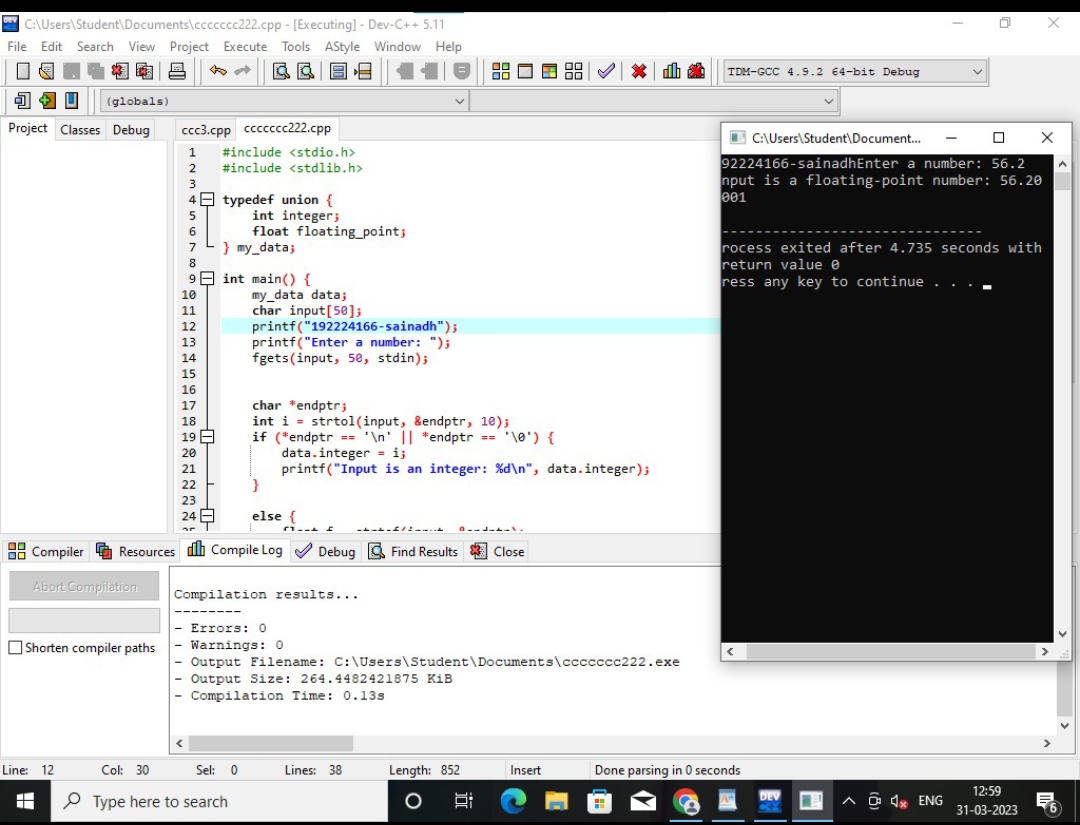 C:\Users\Student\Documents\ccccccc222.cpp - [Executing] - Dev-C++ 5.11
File Edit Search View Project Execute Tools AStyle Window Help
TDM-GCC 4.9.2 64-bit Debug
(globals)
Project Classes Debug
ccc3.cpp ccccccc222.cpp
1 #include <stdio.h>
2 #include <stdlib.h>
3
4 typedef union {
5 int integer;
6 float floating_point;
7 } my_data;
8
9 int main() {
10 my_data data;
11 char input[50];
12 printf("192224166-sainadh");
13 printf("Enter a number: ");
14 fgets(input, 50, stdin);
15
16
17 char *endptr;
18 int i = strtol(input, &endptr, 10);
19 if (*endptr == '\n' || *endptr == '\0') {
20 data.integer = i;
21 printf("Input is an integer: %d\n", data.integer);
22 }
23
24 else {
C:\Users\Student\Document...
92224166-sainadhEnter a number: 56.2
nput is a floating-point number: 56.20
001
-------------------------------
rocess exited after 4.735 seconds with
return value 0
ress any key to continue . . .
Compiler Resources Compile Log Debug Find Results Close
Abort Compilation
Shorten compiler paths
Compilation results...
--------
- Errors: 0
- Warnings: 0
- Output Filename: C:\Users\Student\Documents\ccccccc222.exe
- Output Size: 264.4482421875 KiB
- Compilation Time: 0.13s
Line: 12 Col: 30 Sel: 0 Lines: 38 Length: 852 Insert Done parsing in 0 seconds
Type here to search
DEV
ENG
12:59
31-03-2023
6